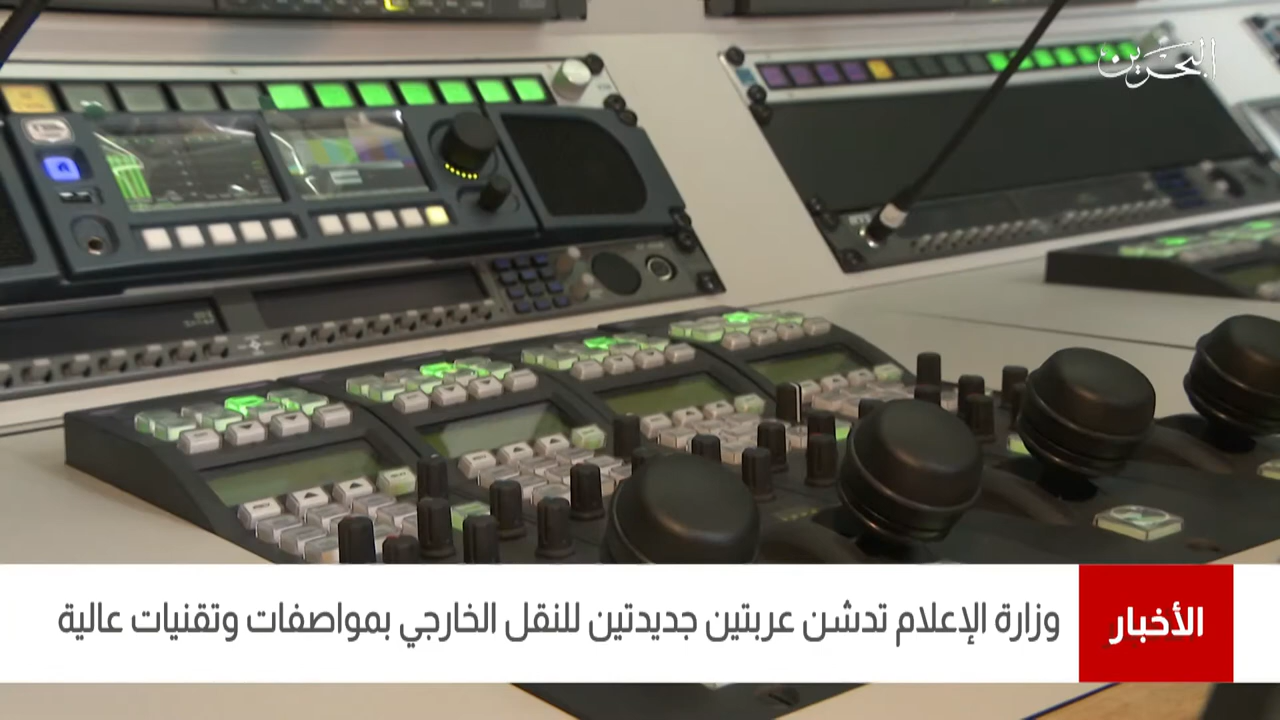 البحرين
الأخبار
وزارة الإعلام تدشن عربتين جديدتين للنقل الخارجي بمواصفات وتقنيات عالية